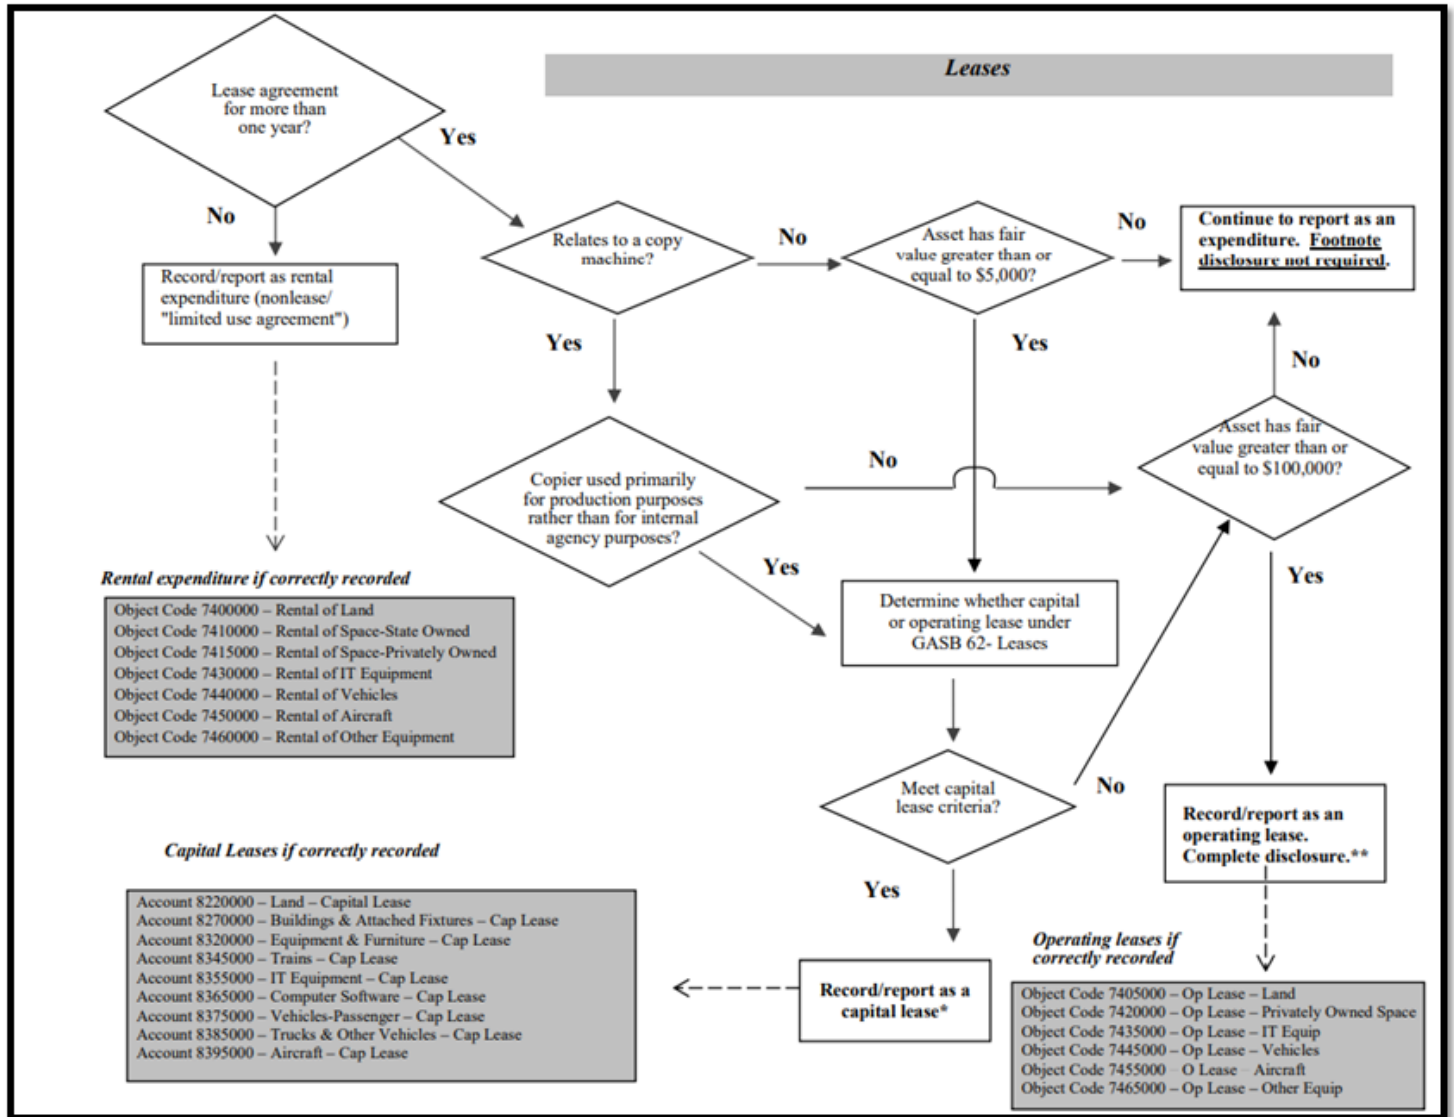 Leases
Lease agreement
for more than
one year?
Yes
No
Record/report as rental
expenditure (nonlease/
"limited use agreement")
Relates to a copy
machine?
No
Yes
Asset has fair
value greater than or
equal to $5,000?
No
Yes
Continue to report as an
expenditure. Footnote
disclosure not required.
No
Asset has fair
value greater than or
equal to $100,000?
Yes
Copier used primarily
for production purposes
rather than for internal
agency purposes?
No
Yes
Determine whether capital
or operating lease under
GASB 62- Leases
Meet capital
lease criteria?
No
Yes
Record/report as a
capital lease*
Record/report as an
operating lease.
Complete disclosure.**
Rental expenditure if correctly recorded
Object Code 7400000 – Rental of Land
Object Code 7410000 – Rental of Space-State Owned
Object Code 7415000 – Rental of Space-Privately Owned
Object Code 7430000 – Rental of IT Equipment
Object Code 7440000 – Rental of Vehicles
Object Code 7450000 – Rental of Aircraft
Object Code 7460000 – Rental of Other Equipment
Capital Leases if correctly recorded
Account 8220000 – Land – Capital Lease
Account 8270000 – Buildings & Attached Fixtures – Cap Lease
Account 8320000 – Equipment & Furniture – Cap Lease
Account 8345000 – Trains – Cap Lease
Account 8355000 – IT Equipment – Cap Lease
Account 8365000 – Computer Software – Cap Lease
Account 8375000 – Vehicles-Passenger – Cap Lease
Account 8385000 – Trucks & Other Vehicles – Cap Lease
Account 8395000 – Aircraft – Cap Lease
Operating leases if
correctly recorded
Object Code 7405000 – Op Lease – Land
Object Code 7420000 – Op Lease – Privately Owned Space
Object Code 7435000 – Op Lease – IT Equip
Object Code 7445000 – Op Lease – Vehicles
Object Code 7455000 – O Lease – Aircraft
Object Code 7465000 – Op Lease – Other Equip